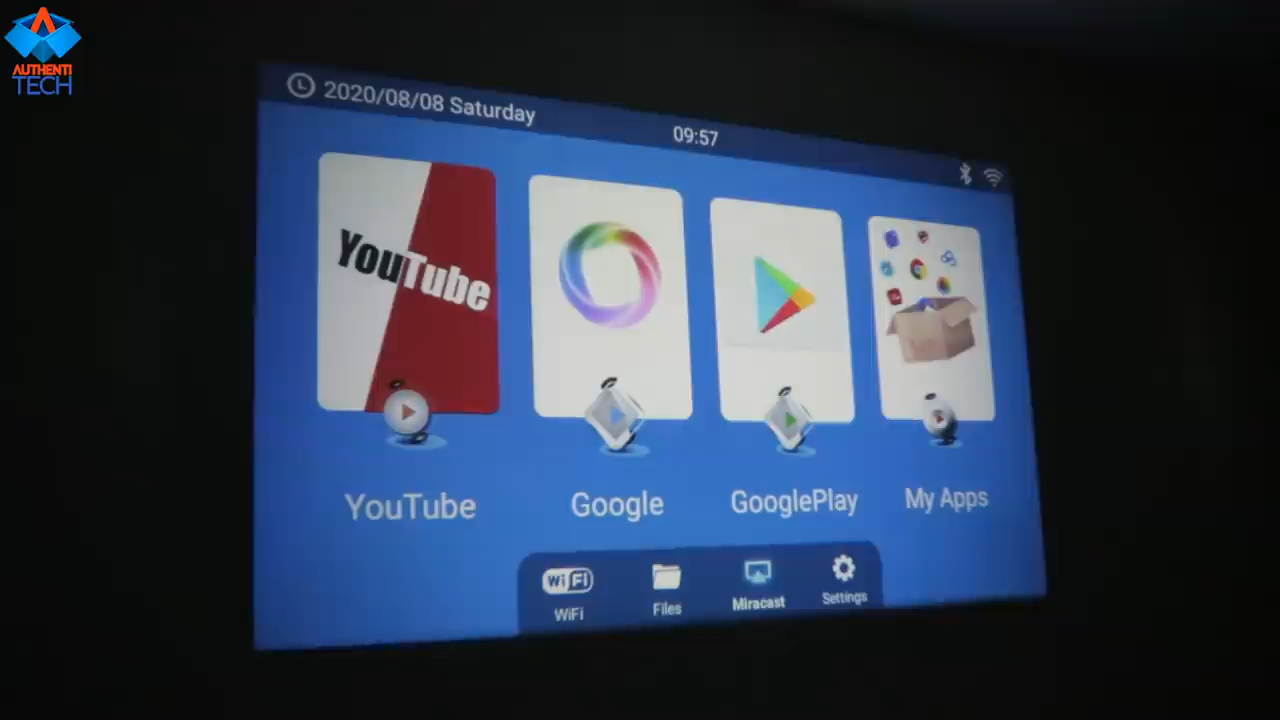 AUTHENTI
TECH
2020/08/08 Saturday
09:57
YouTube
YouTube
Google
GooglePlay
My Apps
WiFi
WiFi
Files
Miracast
Settings